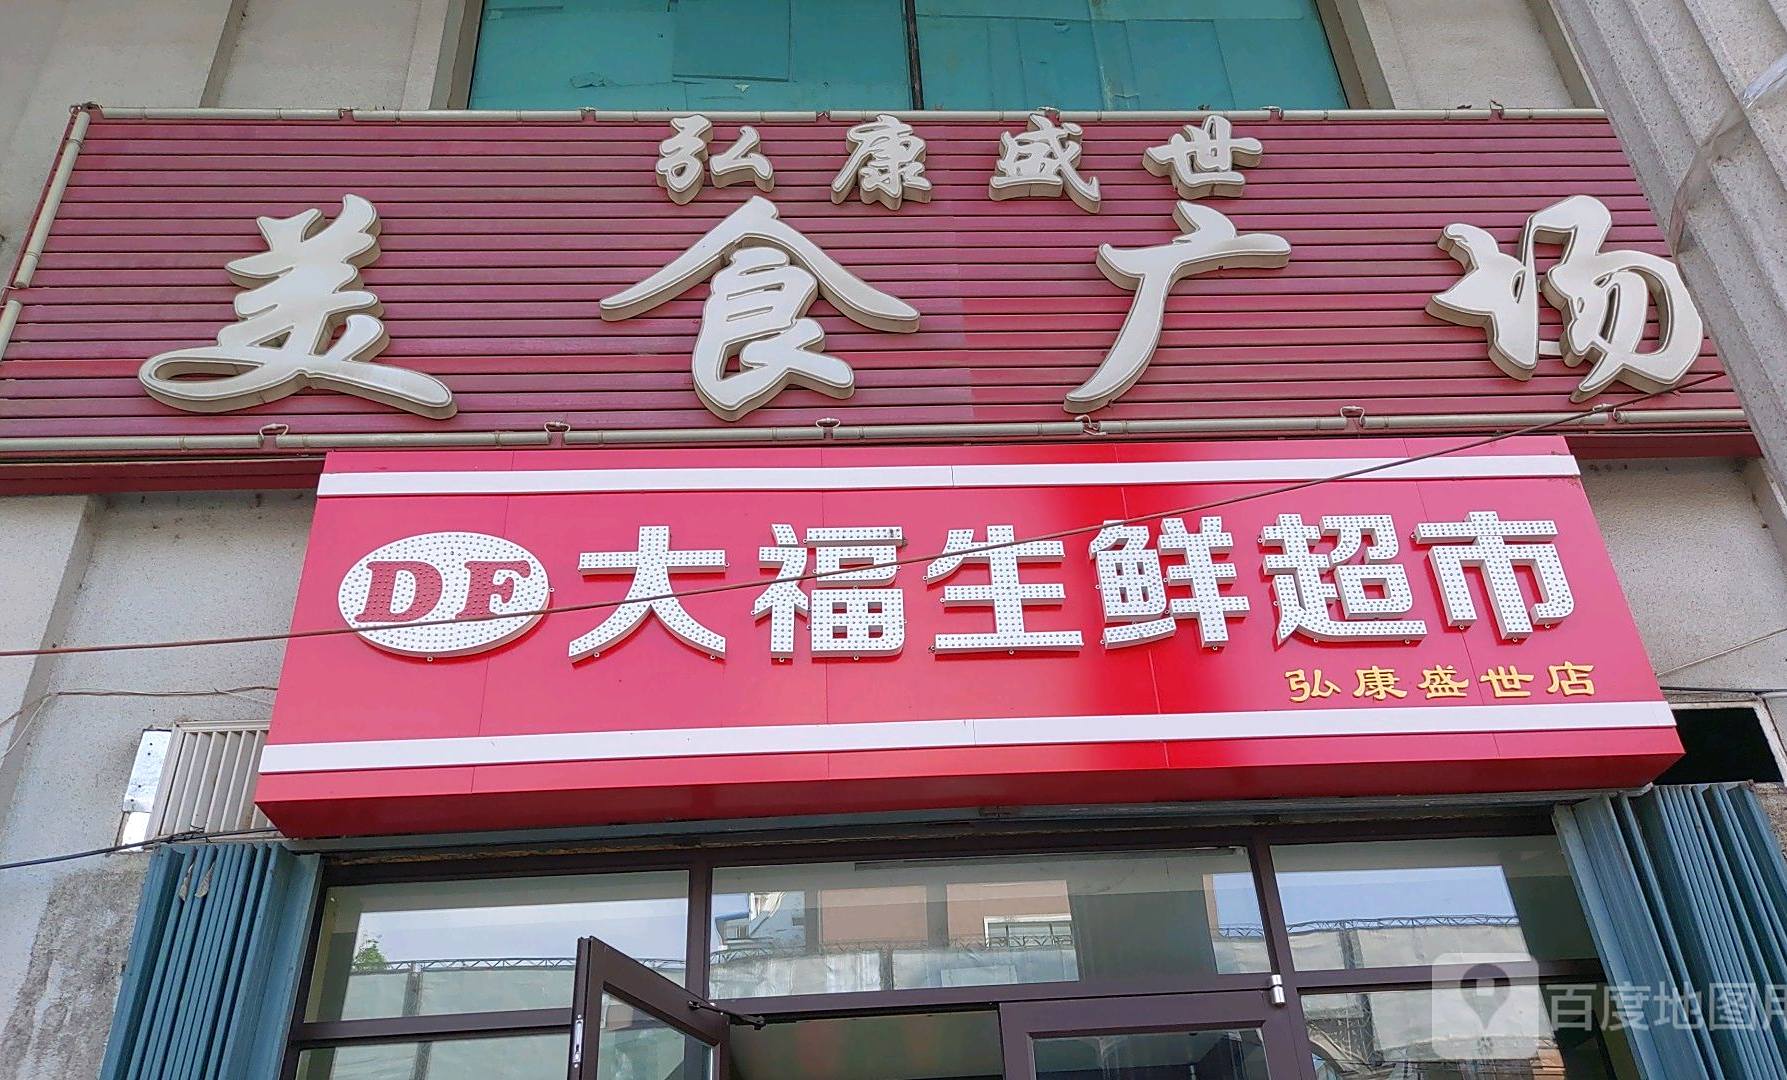 弘康盛世
美食广场
DF 大福生鲜超市
弘康盛世店
百度地图